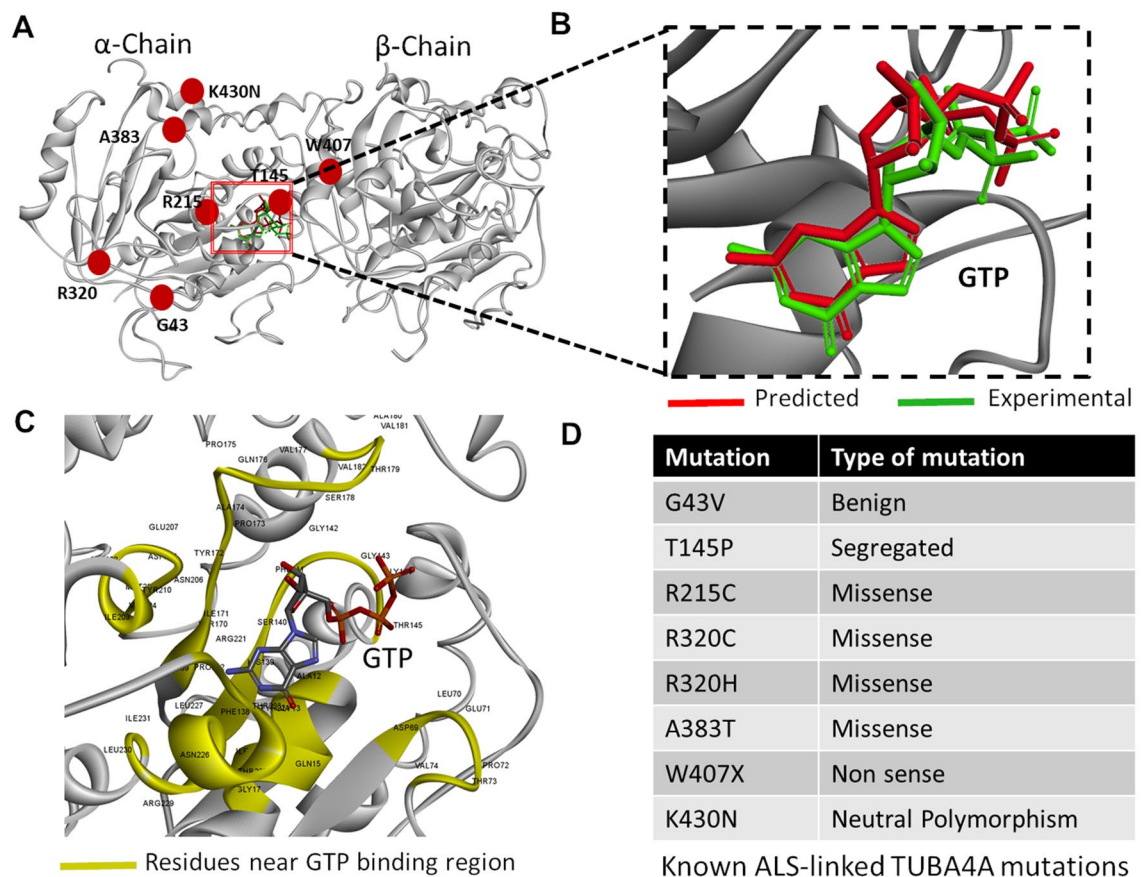 A
α-Chain
β-Chain
K430N
A383
W407
T145
R215
R320
G43
B
GTP
Predicted
Experimental
C
ALA180
VAL181
PRO175
VAL177
GLN176
VAL182
THR179
SER178
ALA174
PRO173
GLY142
GLU207
TYR172
GLY143
ASN206
TYR210
ILE209
ILE171
SER140
THR145
ARG221
GTP
ALA12
LEU70
LEU227
GLU71
ILE231
PHE138
ASP69
LEU230
ASN226
GLN15
VAL74
PRO72
THR73
GLY17
ARG229
Residues near GTP binding region
D
Mutation Type of mutation
G43V Benign
T145P Segregated
R215C Missense
R320C Missense
R320H Missense
A383T Missense
W407X Non sense
K430N Neutral Polymorphism
Known ALS-linked TUBA4A mutations